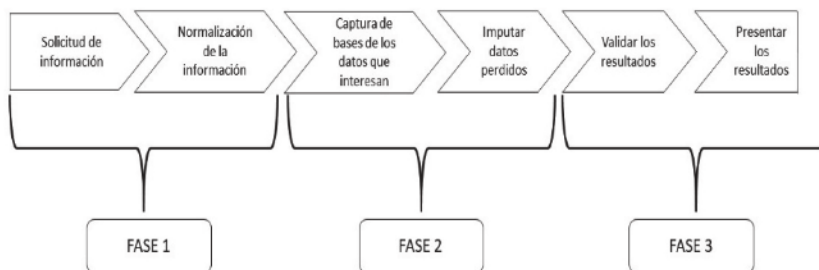 Solicitud de
información
Normalización
de la
información
Captura de
bases de los
datos que
interesan
Imputar
datos
perdidos
Validar los
resultados
Presentar
los
resultados
FASE 1
FASE 2
FASE 3